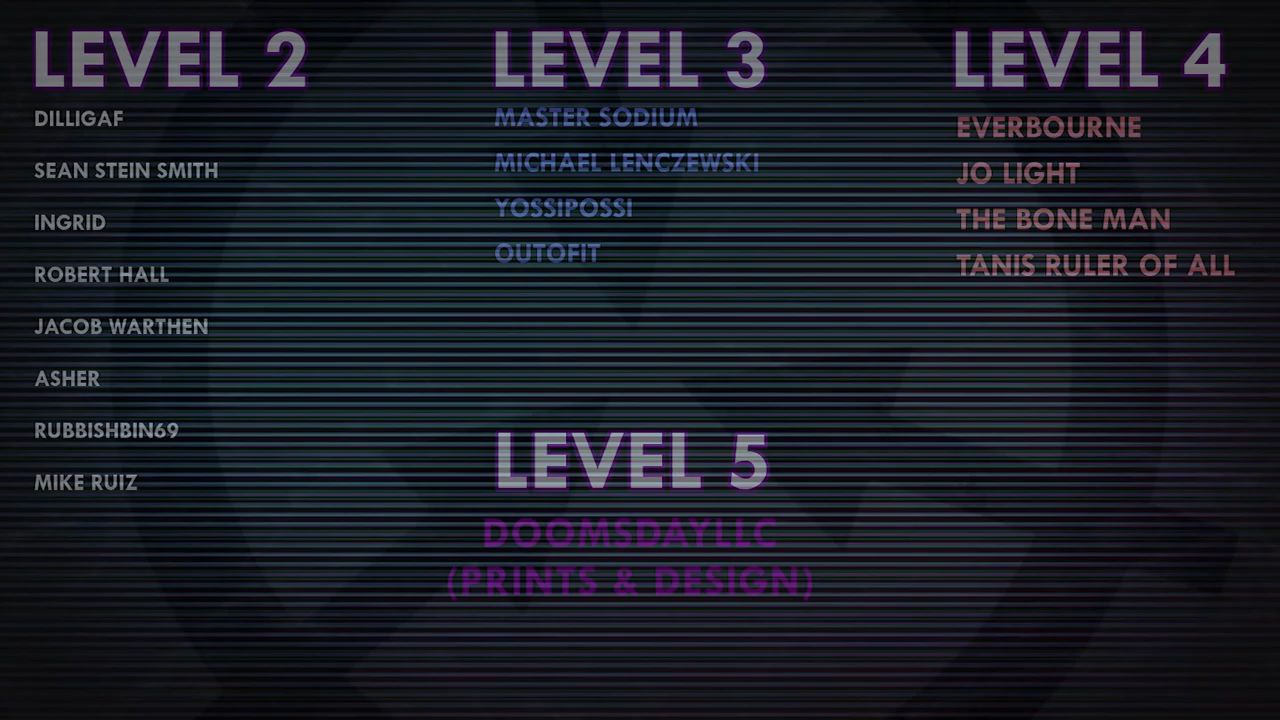 LEVEL 2
DILLIGAF
SEAN STEIN SMITH
INGRID
ROBERT HALL
JACOB WARTHEN
ASHER
RUBBISHBIN69
MIKE RUIZ
LEVEL 3
MASTER SODIUM
MICHAEL LENCZEWSKI
YOSSIPOSSI
OUTOFIT
LEVEL 4
EVERBOURNE
JO LIGHT
THE BONE MAN
TANIS RULER OF ALL
LEVEL 5
DOOMSDAYLLC
(PRINTS & DESIGN)